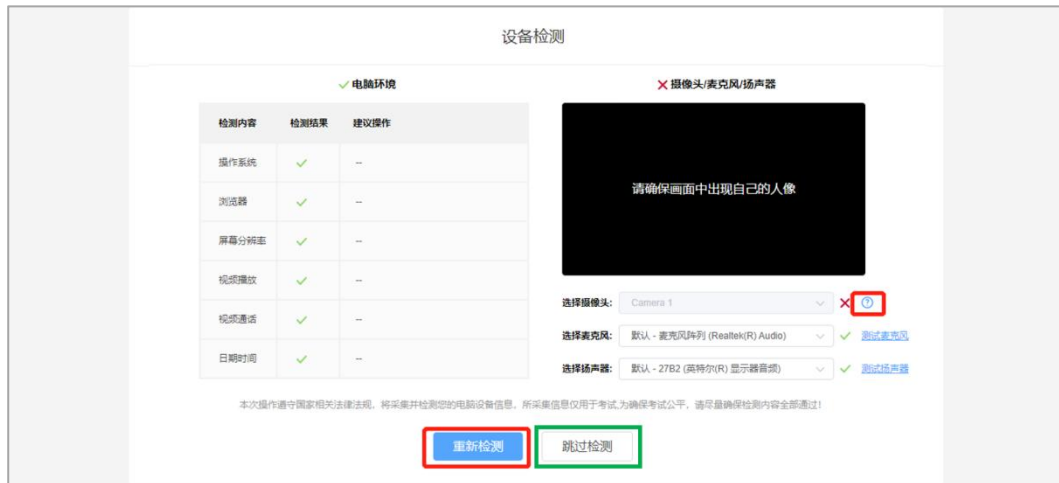 设备检测
电脑环境
摄像头/麦克风/扬声器
检测内容 检测结果 建议操作
操作系统 --
浏览器 --
屏幕分辨率 --
视频播放 --
视频通话 --
日期时间 --
请确保画面中出现自己的人像
选择摄像头: Camera 1
选择麦克风: 默认 - 麦克风阵列 (Realtek(R) Audio) 测试麦克风
选择扬声器: 默认 - 27B2 (英特尔(R) 显示器音频) 测试扬声器
本次操作遵守国家相关法律法规，将采集并检测您的电脑设备信息。所采集信息仅用于考试,为确保考试公平，请尽量确保检测内容全部通过!
重新检测 跳过检测